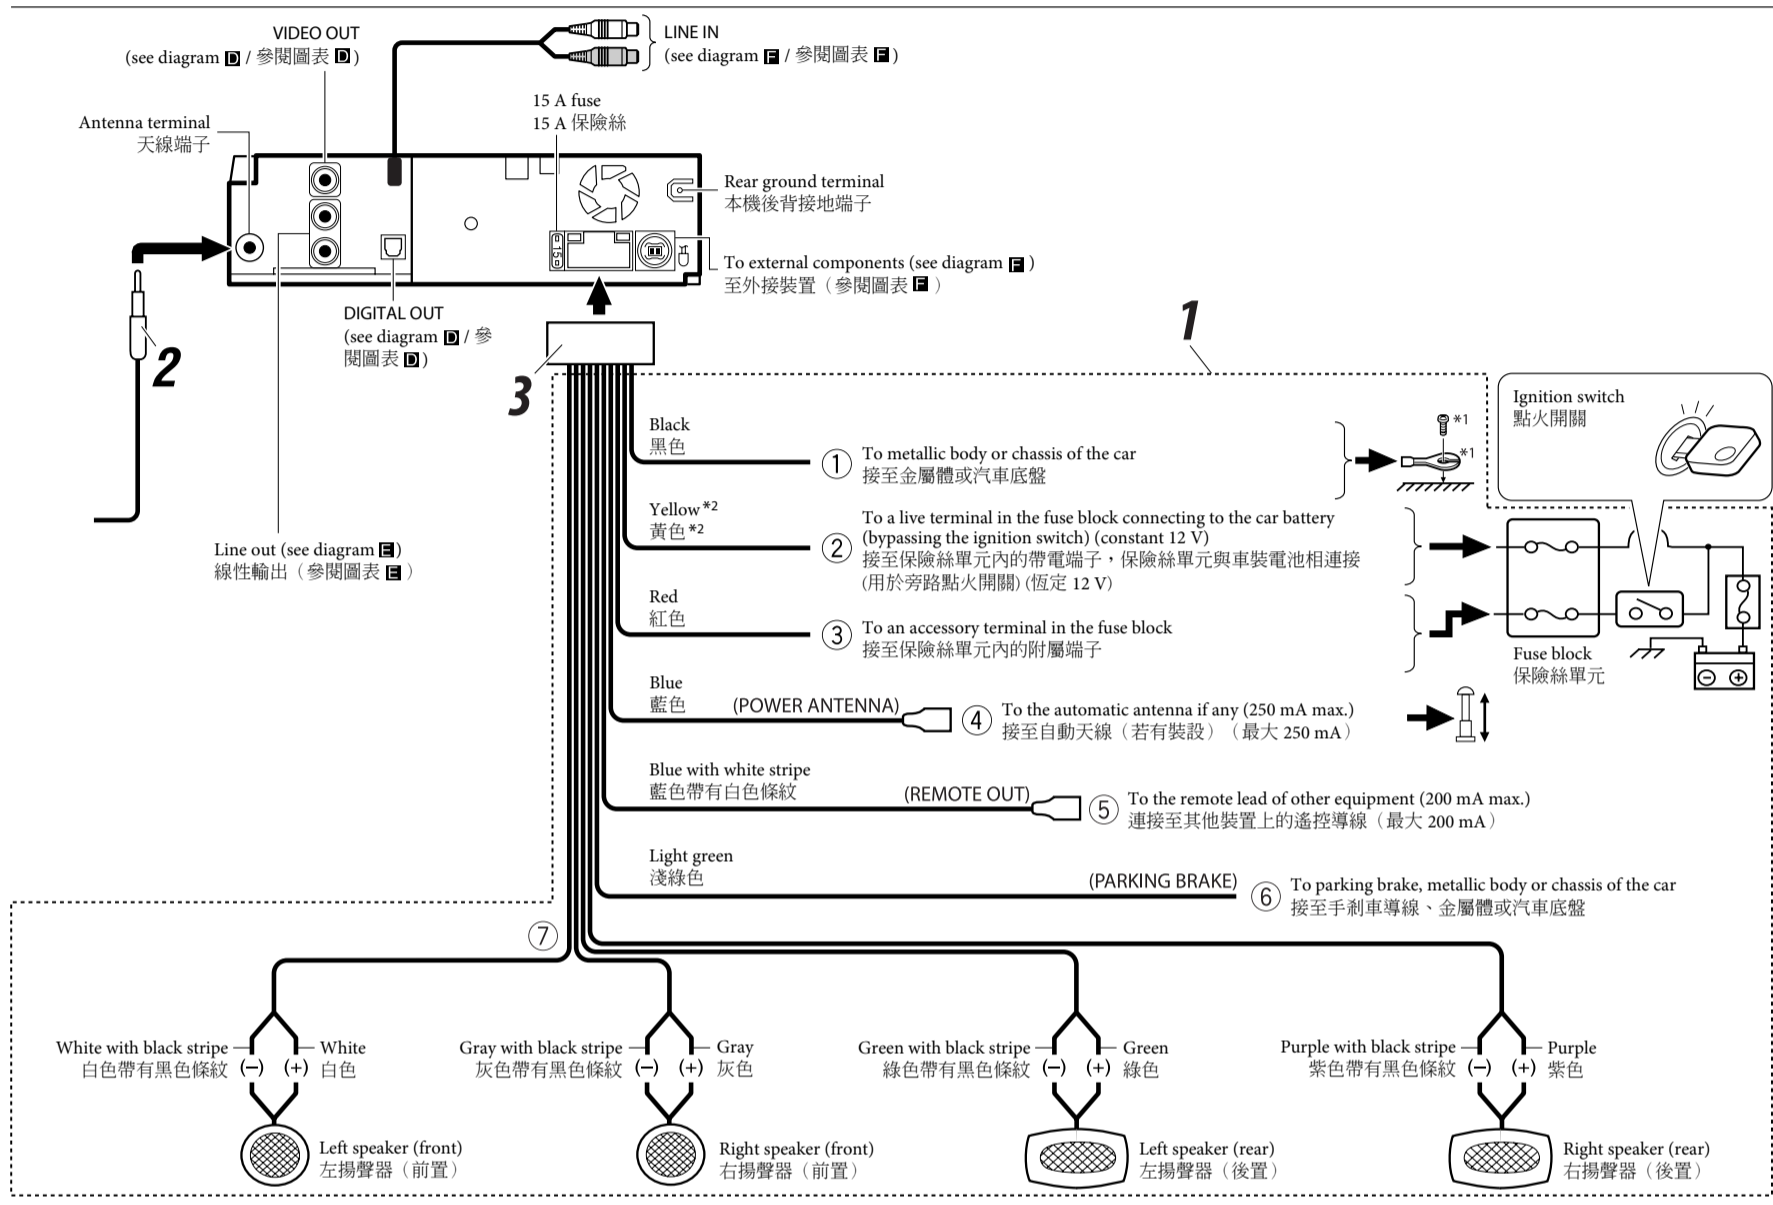 VIDEO OUT
(see diagram D / 參閱圖表 D )
LINE IN
(see diagram F / 參閱圖表 F )
15 A fuse
15 A 保險絲
Antenna terminal
天線端子
Rear ground terminal
本機後背接地端子
15
To external components (see diagram F )
至外接裝置（參閱圖表 F ）
DIGITAL OUT
(see diagram D / 參
閱圖表 D )
2
3
1
Line out (see diagram E )
線性輸出（參閱圖表 E ）
Ignition switch
點火開關
Black
黑色
① To metallic body or chassis of the car
接至金屬體或汽車底盤
*1
*1
Yellow*2
黃色*2
② To a live terminal in the fuse block connecting to the car battery
(bypassing the ignition switch) (constant 12 V)
接至保險絲單元內的帶電端子，保險絲單元與車裝電池相連接
(用於旁路點火開關) (恆定 12 V)
Red
紅色
③ To an accessory terminal in the fuse block
接至保險絲單元內的附屬端子
Fuse block
保險絲單元
Blue
藍色
(POWER ANTENNA)
④ To the automatic antenna if any (250 mA max.)
接至自動天線（若有裝設）（最大 250 mA）
Blue with white stripe
藍色帶有白色條紋
(REMOTE OUT)
⑤ To the remote lead of other equipment (200 mA max.)
連接至其他裝置上的遙控導線（最大 200 mA）
Light green
淺綠色
(PARKING BRAKE)
⑥ To parking brake, metallic body or chassis of the car
接至手剎車導線、金屬體或汽車底盤
⑦
White with black stripe
白色帶有黑色條紋 (−)
White
(+) 白色
Gray with black stripe
灰色帶有黑色條紋 (−)
Gray
(+) 灰色
Green with black stripe
綠色帶有黑色條紋 (−)
Green
(+) 綠色
Purple with black stripe
紫色帶有黑色條紋 (−)
Purple
(+) 紫色
Left speaker (front)
左揚聲器（前置）
Right speaker (front)
右揚聲器（前置）
Left speaker (rear)
左揚聲器（後置）
Right speaker (rear)
右揚聲器（後置）